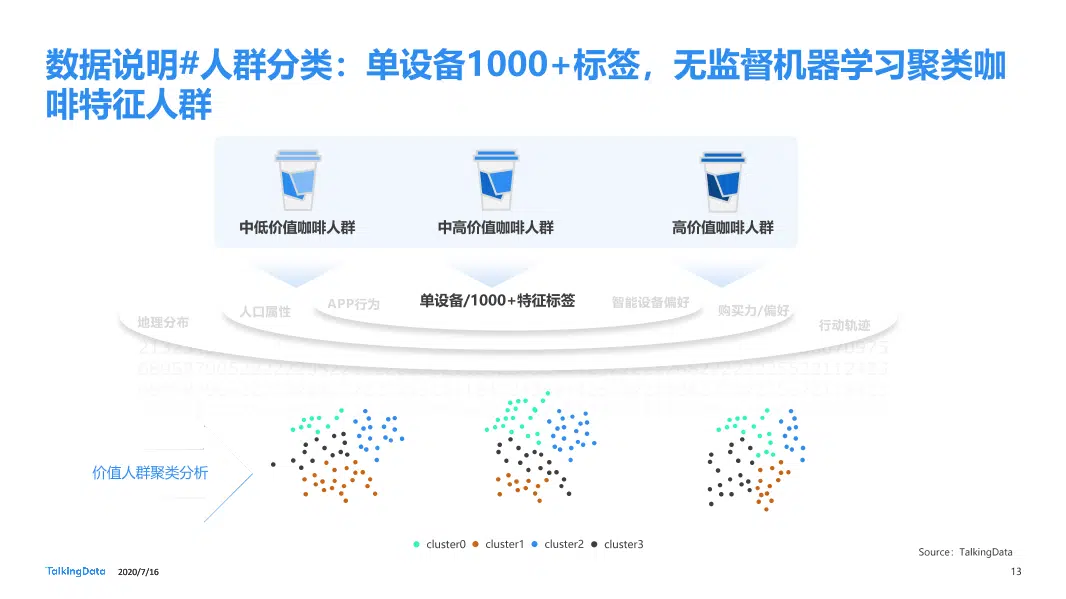 数据说明#人群分类：单设备1000+标签，无监督机器学习聚类咖
啡特征人群
中低价值咖啡人群
中高价值咖啡人群
高价值咖啡人群
地理分布
人口属性
APP行为
单设备/1000+特征标签
智能设备偏好
购买力/偏好
行动轨迹
价值人群聚类分析
cluster0
cluster1
cluster2
cluster3
Source：TalkingData
TalkingData
2020/7/16
13